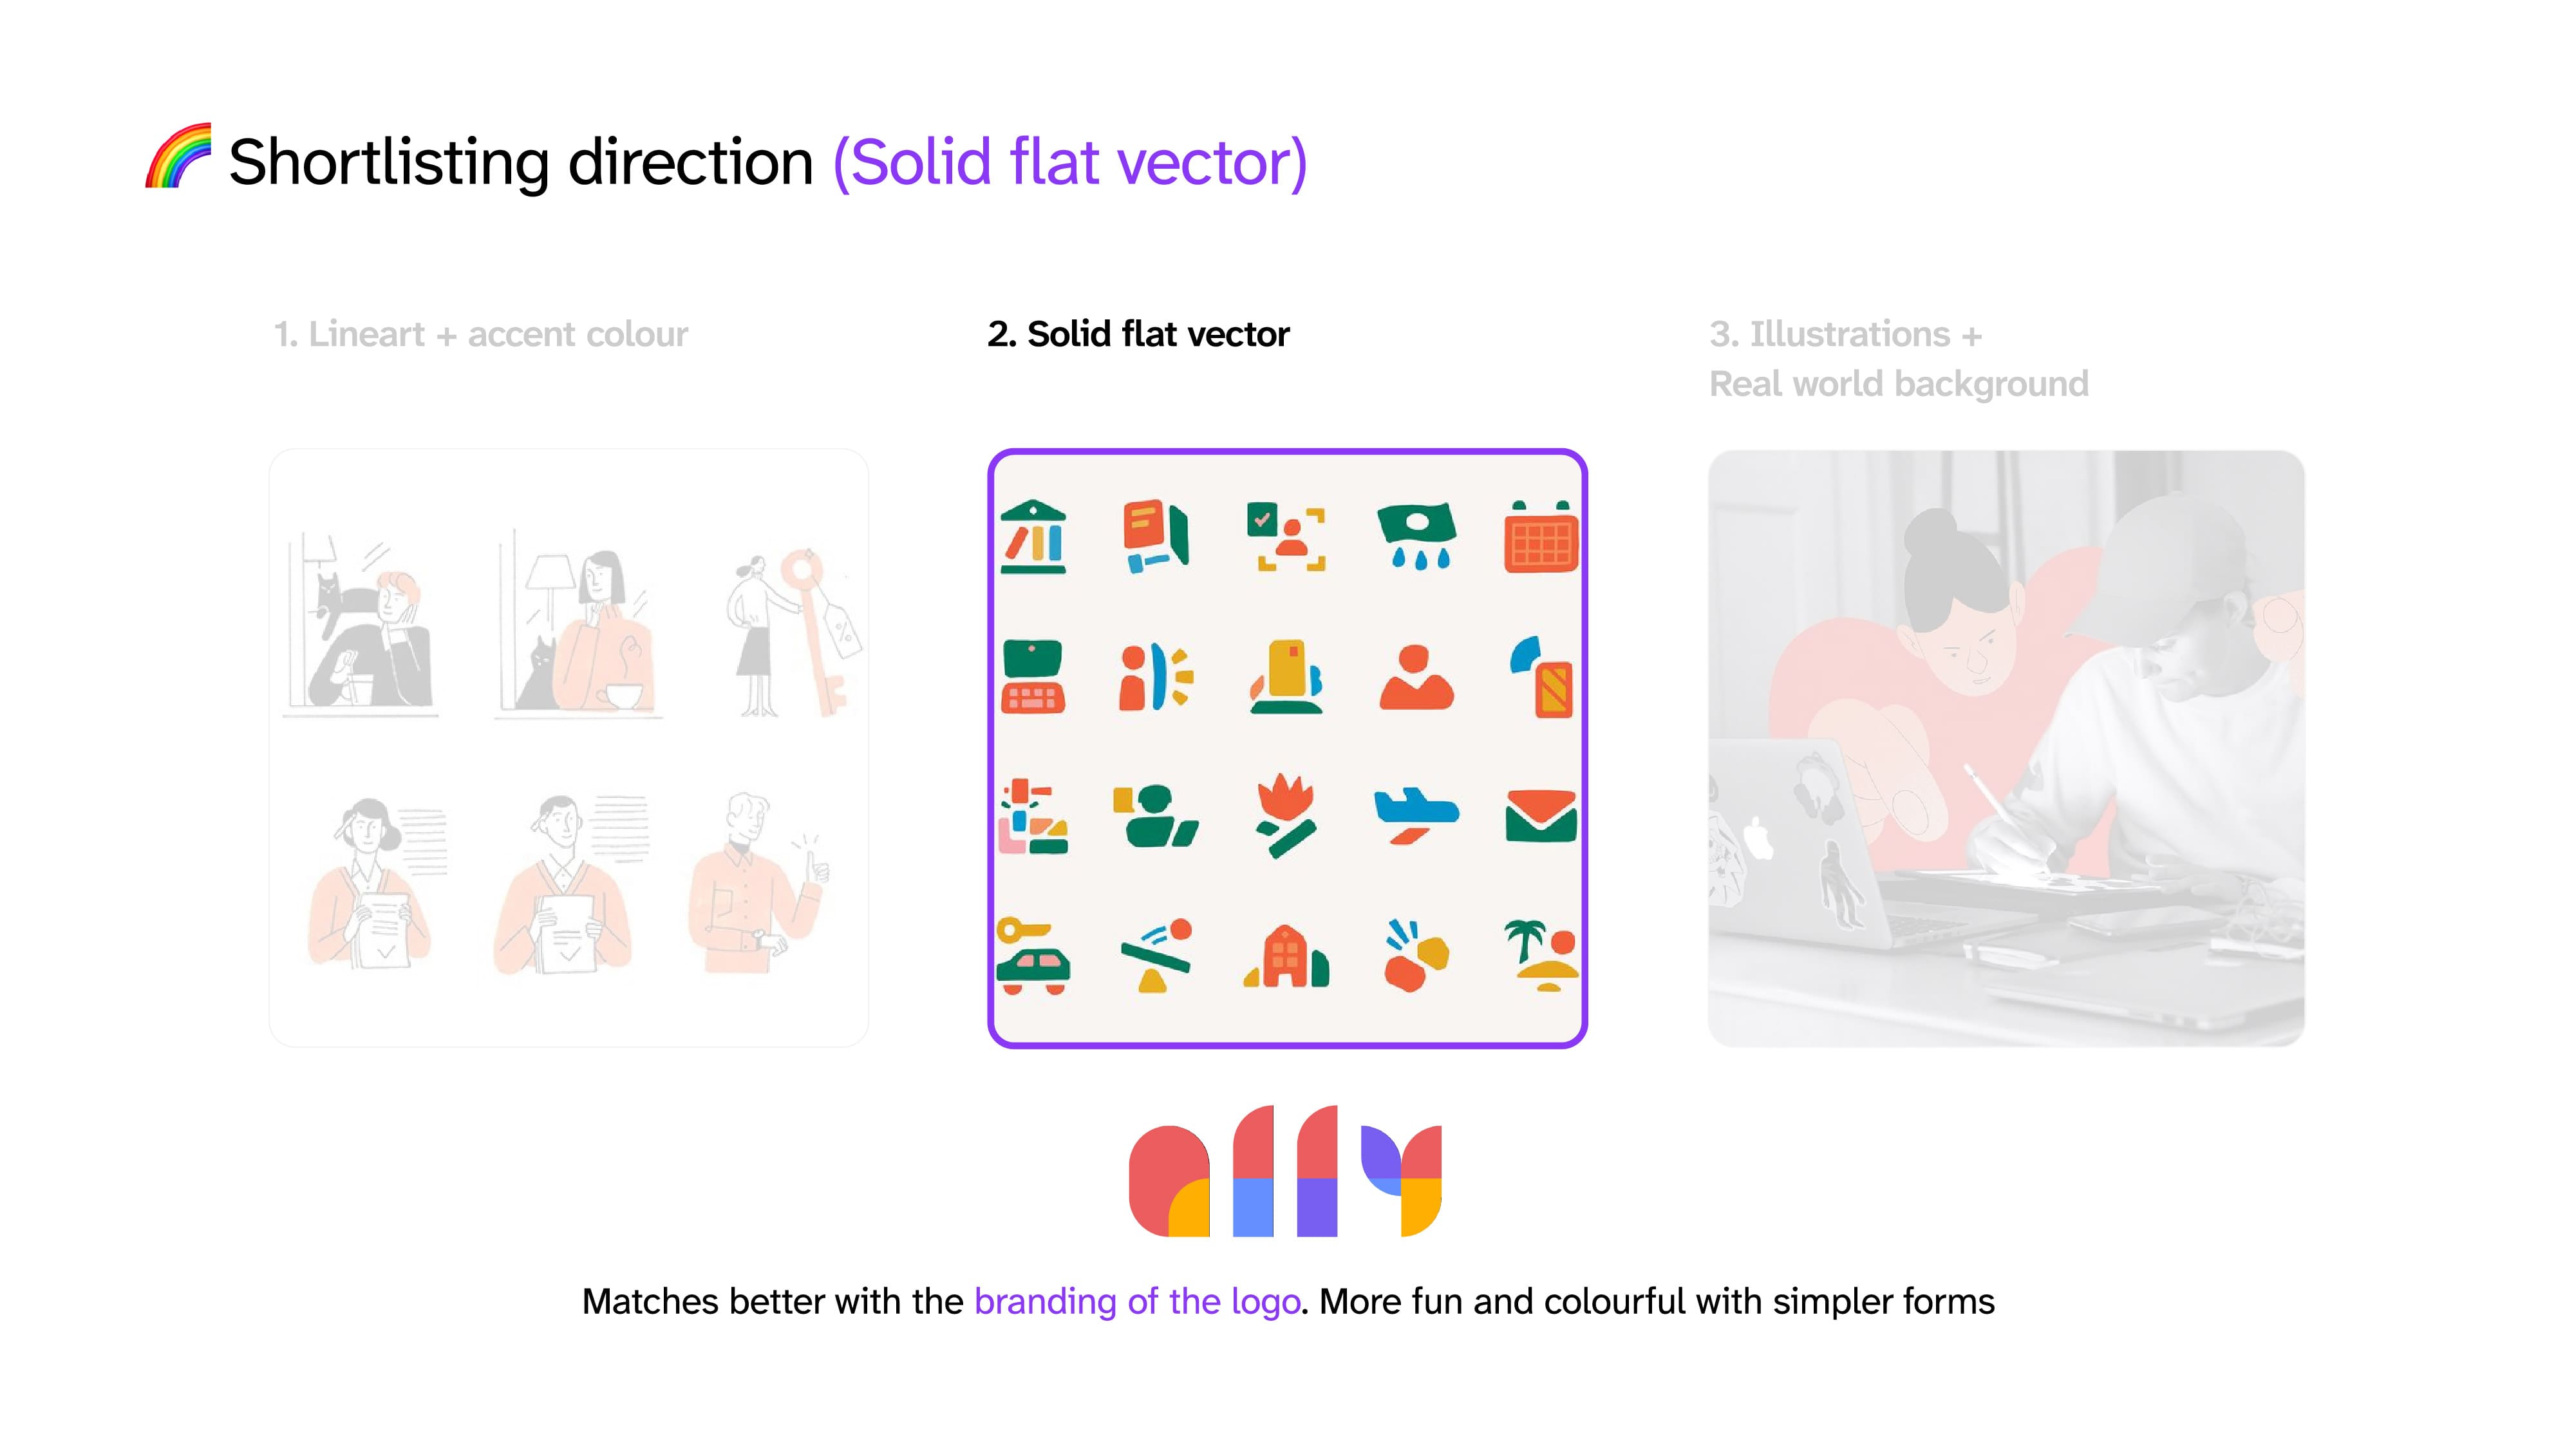 🌈 Shortlisting direction (Solid flat vector)
1. Lineart + accent colour
2. Solid flat vector
3. Illustrations +
Real world background
%
ally
Matches better with the branding of the logo. More fun and colourful with simpler forms